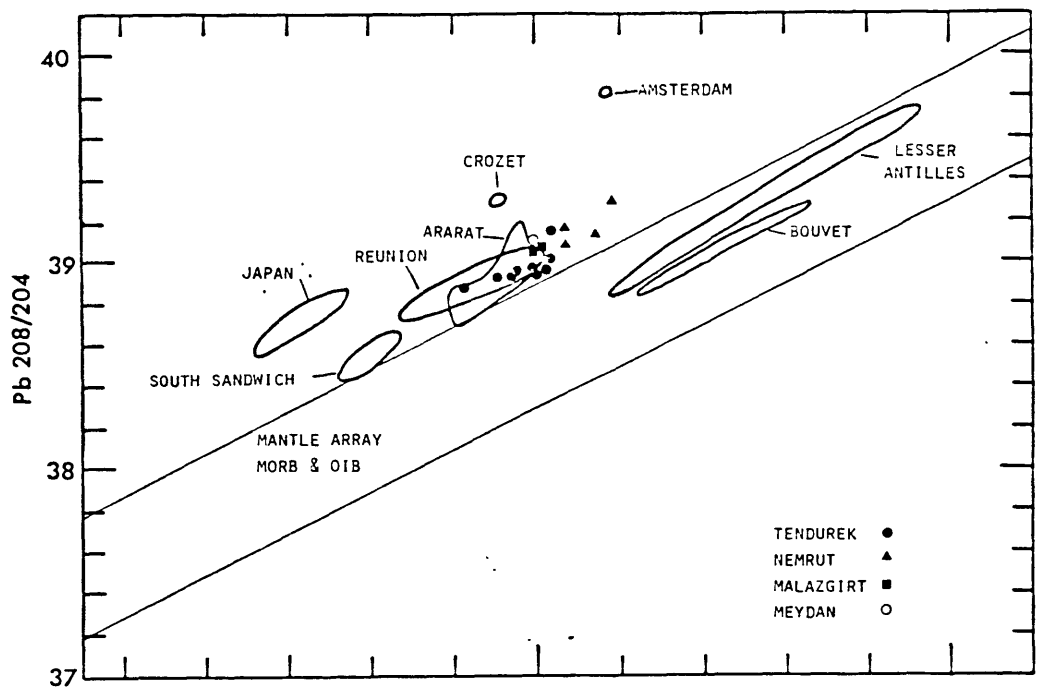 40
AMSTERDAM
CROZET
LESSER
ANTILLES
ARARAT
BOUVET
REUNION
39
JAPAN
Pb 208/204
SOUTH SANDWICH
MANTLE ARRAY
MORB & OIB
38
TENDUREK
NEMRUT
MALAZGIRT
MEYDAN
37